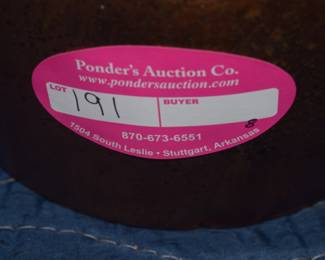 Ponder's Auction Co.
www.pondersauction.com
LOT
191
BUYER
870-673-6551
1504 South Leslie • Stuttgart, Arkansas